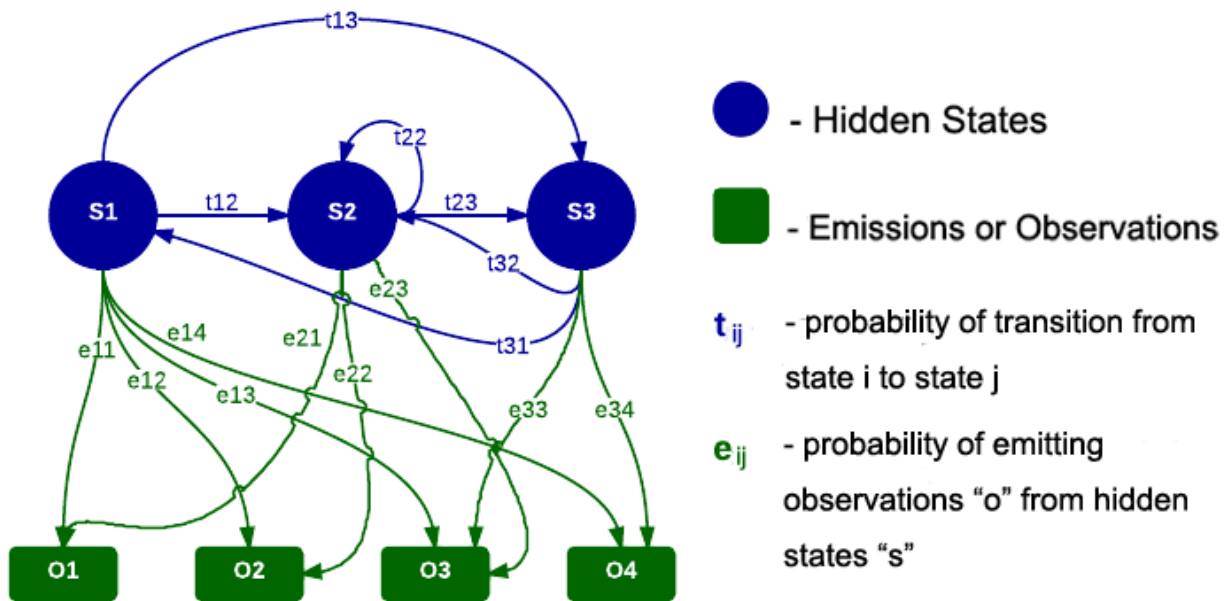 t13
t22
S1
t12
S2
t23
S3
t32
e23
t31
e11
e14
e21
e12
e13
e22
e33
e34
O1
O2
O3
O4
- Hidden States
- Emissions or Observations
t ij - probability of transition from
state i to state j
e ij - probability of emitting
observations “o” from hidden
states “s”